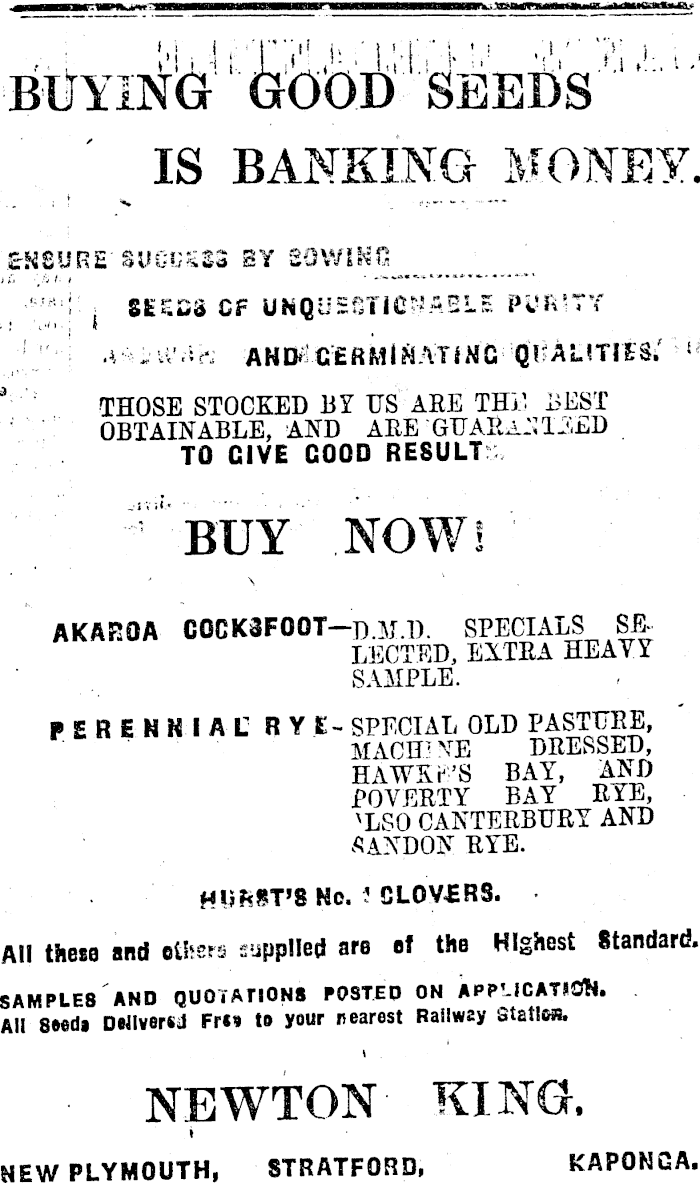 BUYING GOOD SEEDS
IS BANKING MONEY.
ENSURE SUCCESS BY SOWING
SEEDS OF UNQUESTIONABLE PURITY
AND GERMINATING QUALITIES.
THOSE STOCKED BY US ARE THE BEST
OBTAINABLE, AND ARE GUARANTEED
TO GIVE GOOD RESULT
BUY NOW!
AKAROA COCKSFOOT—D.M.D. SPECIALS SE-
LECTED, EXTRA HEAVY
SAMPLE.
PERENNIAL RYE-SPECIAL OLD PASTURE,
MACHINE DRESSED,
HAWKE'S BAY, AND
POVERTY BAY RYE,
ALSO CANTERBURY AND
SANDON RYE.
HURST'S No. 1 CLOVERS.
All these and others supplied are of the Highest Standard.
SAMPLES AND QUOTATIONS POSTED ON APPLICATION.
All Seeds Delivered Free to your nearest Railway Station.
NEWTON KING.
NEW PLYMOUTH, STRATFORD, KAPONGA.